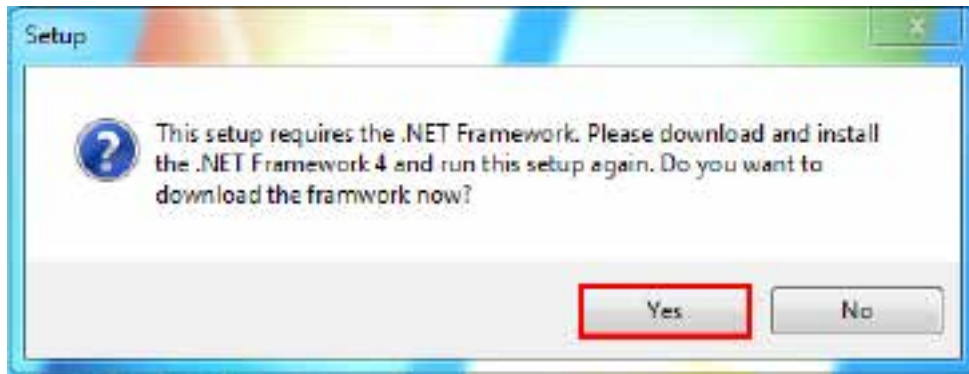 Setup
This setup requires the .NET Framework. Please download and install
the .NET Framework 4 and run this setup again. Do you want to
download the framwork now?
Yes
No